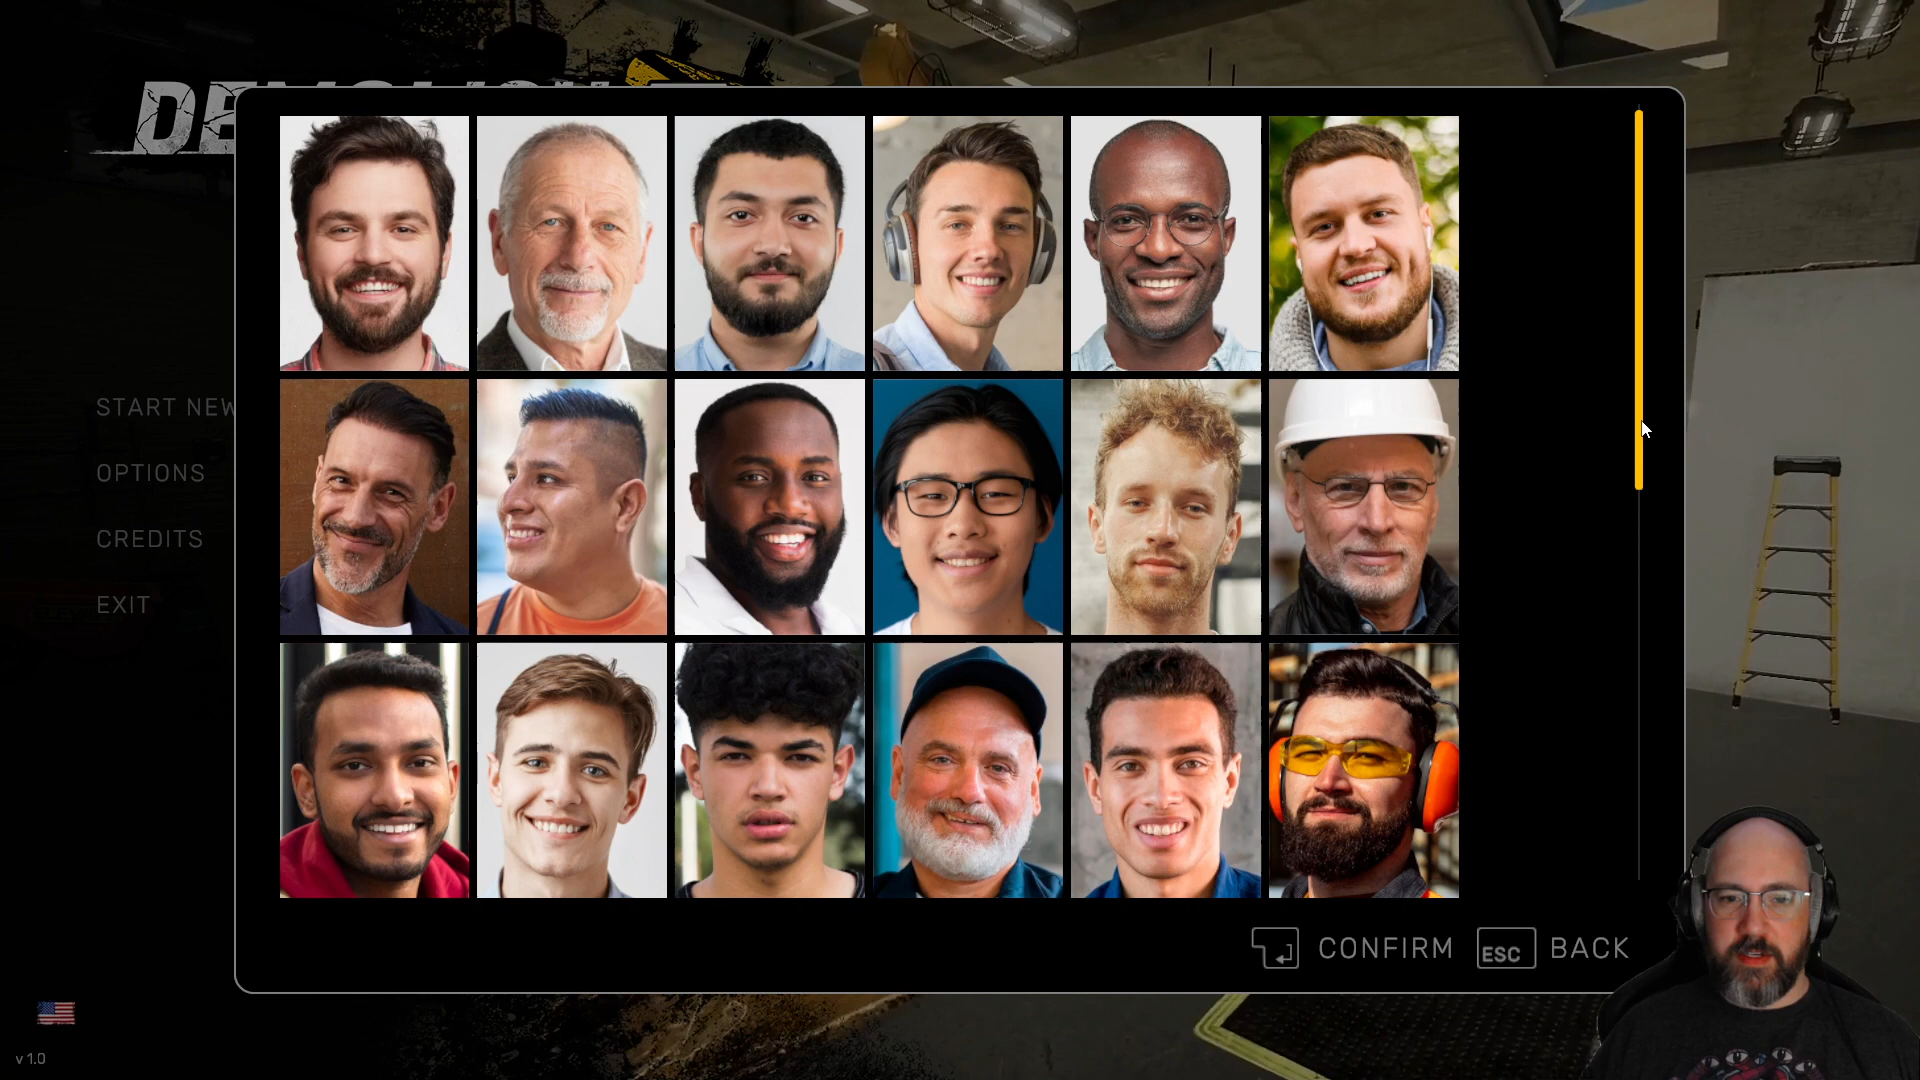 START NEW
OPTIONS
CREDITS
EXIT
CONFIRM
ESC BACK
v 1.0